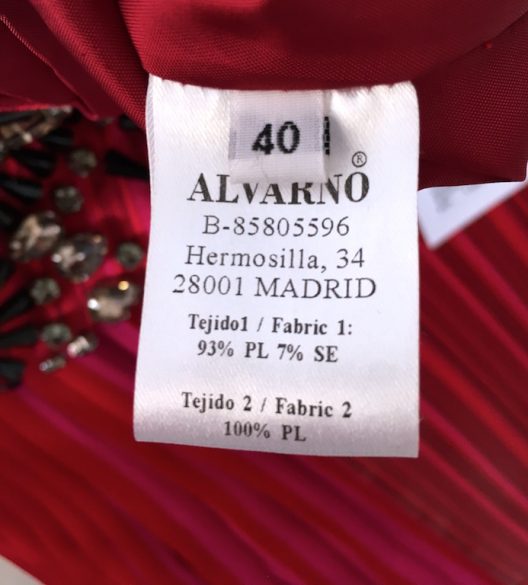 40
ALVARNO®
B-85805596
Hermosilla, 34
28001 MADRID
Tejido1 / Fabric 1:
93% PL 7% SE
Tejido 2 / Fabric 2
100% PL